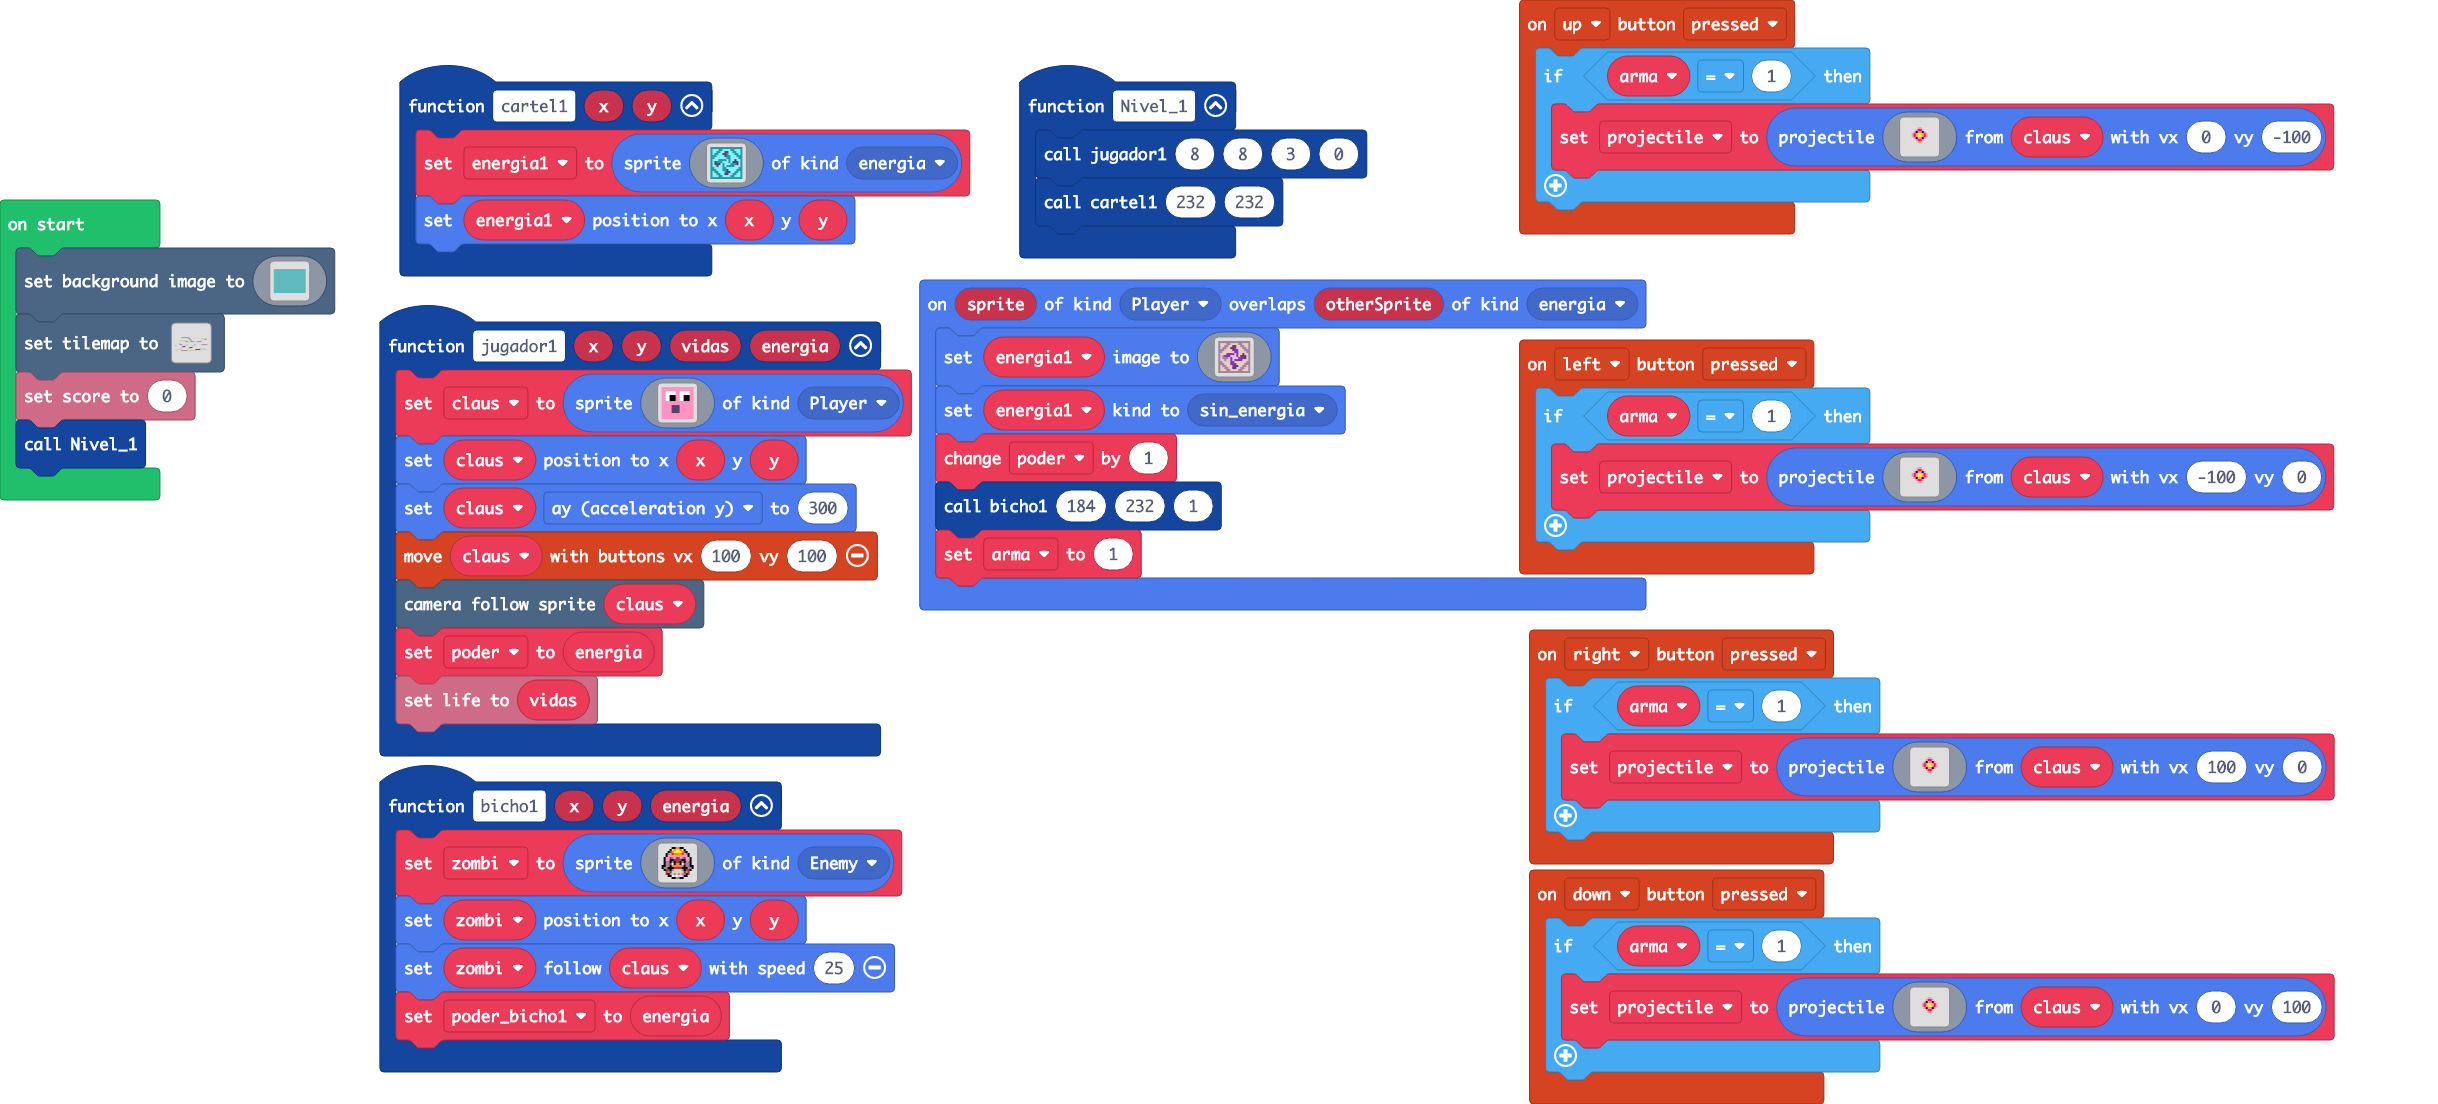 on start
set background image to
set tilemap to
set score to 0
call Nivel_1
function cartel1 x y
set energia1 to sprite of kind energia
set energia1 position to x x y y
function jugador1 x y vidas energia
set claus to sprite of kind Player
set claus position to x x y y
set claus ay (acceleration y) to 300
move claus with buttons vx 100 vy 100
camera follow sprite claus
set poder to energia
set life to vidas
function bicho1 x y energia
set zombi to sprite of kind Enemy
set zombi position to x x y y
set zombi follow claus with speed 25
set poder_bicho1 to energia
function Nivel_1
call jugador1 8 8 3 0
call cartel1 232 232
on sprite of kind Player overlaps otherSprite of kind energia
set energia1 image to
set energia1 kind to sin_energia
change poder by 1
call bicho1 184 232 1
set arma to 1
on up button pressed
if arma = 1 then
set projectile to projectile from claus with vx 0 vy -100
on left button pressed
if arma = 1 then
set projectile to projectile from claus with vx -100 vy 0
on right button pressed
if arma = 1 then
set projectile to projectile from claus with vx 100 vy 0
on down button pressed
if arma = 1 then
set projectile to projectile from claus with vx 0 vy 100